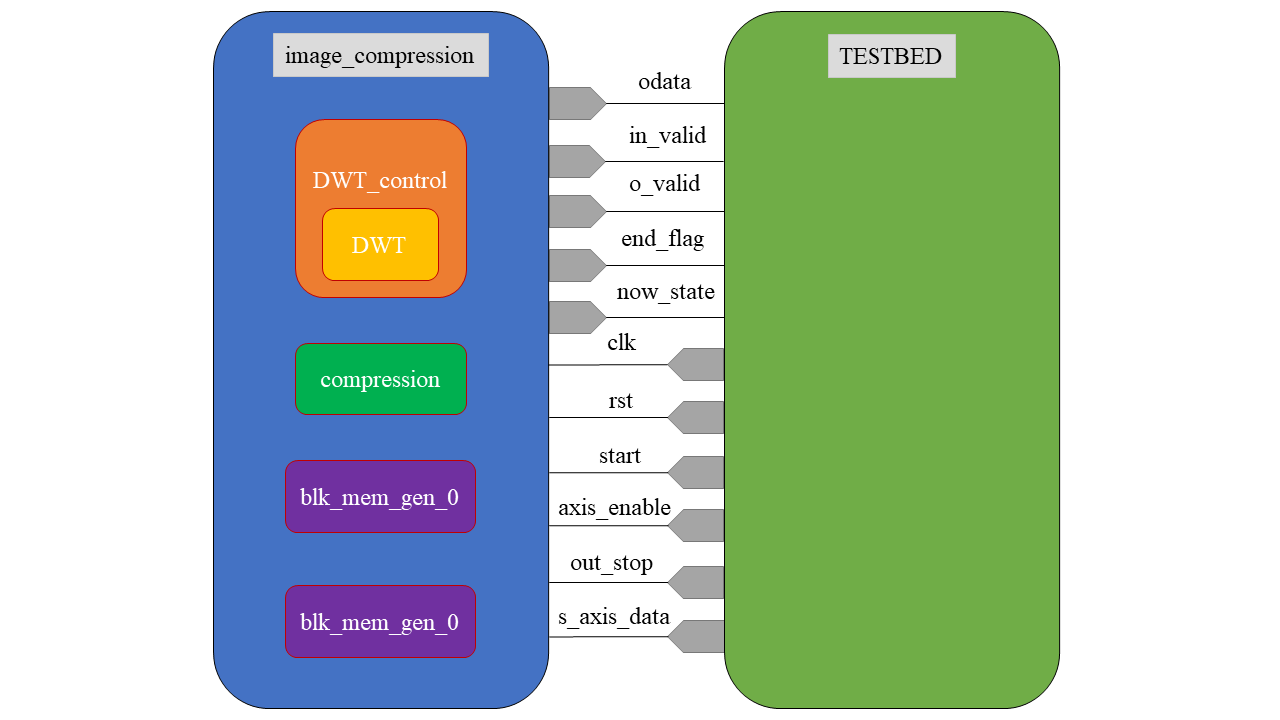 image_compression
DWT_control
DWT
compression
blk_mem_gen_0
blk_mem_gen_0
odata
in_valid
o_valid
end_flag
now_state
clk
rst
start
axis_enable
out_stop
s_axis_data
TESTBED